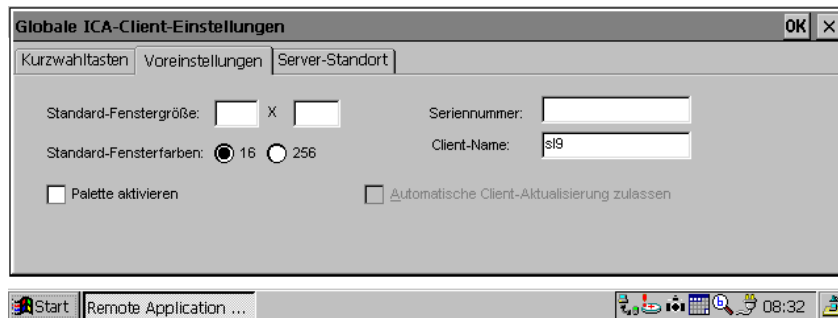 Globale ICA-Client-Einstellungen OK ×
Kurzwahltasten Voreinstellungen Server-Standort
Standard-Fenstergröße: X Seriennummer:
Standard-Fensterfarben: 16 256 Client-Name: sl9
Palette aktivieren Automatische Client-Aktualisierung zulassen
Start Remote Application ... 08:32